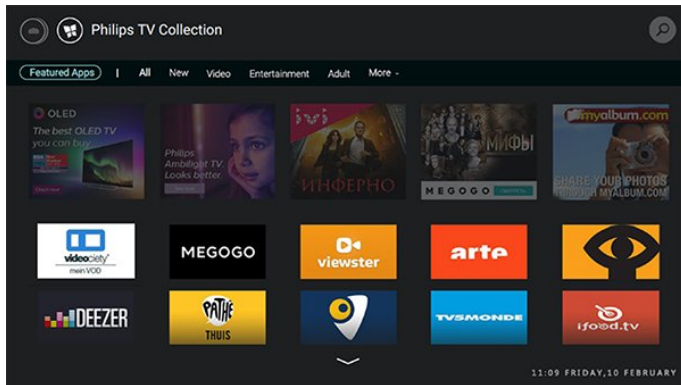 Philips TV Collection
Featured Apps | All New Video Entertainment Adult More
OLED
The best OLED TV
you can buy
Philips
Ambilight TV.
Looks better.
ivi
ИНФЕРНО
МИФЫ
MEGOGO
myalbum.com
SHARE YOUR PHOTOS
THROUGH MYALBUM.COM
videociety
mein VOD
MEGOGO
viewster
arte
DEEZER
PATHÉ
THUIS
TV5MONDE
ifood.tv
11:09 FRIDAY,10 FEBRUARY